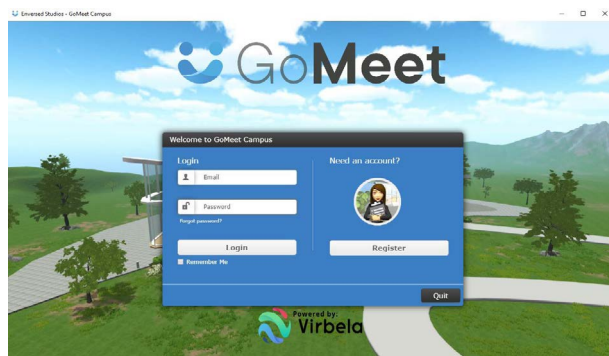 Enversed Studios - GoMeet Campus
GoMeet
Welcome to GoMeet Campus
Login
Email
Password
Forgot password?
Login
Remember Me
Need an account?
Register
Quit
Powered by:
Virbela